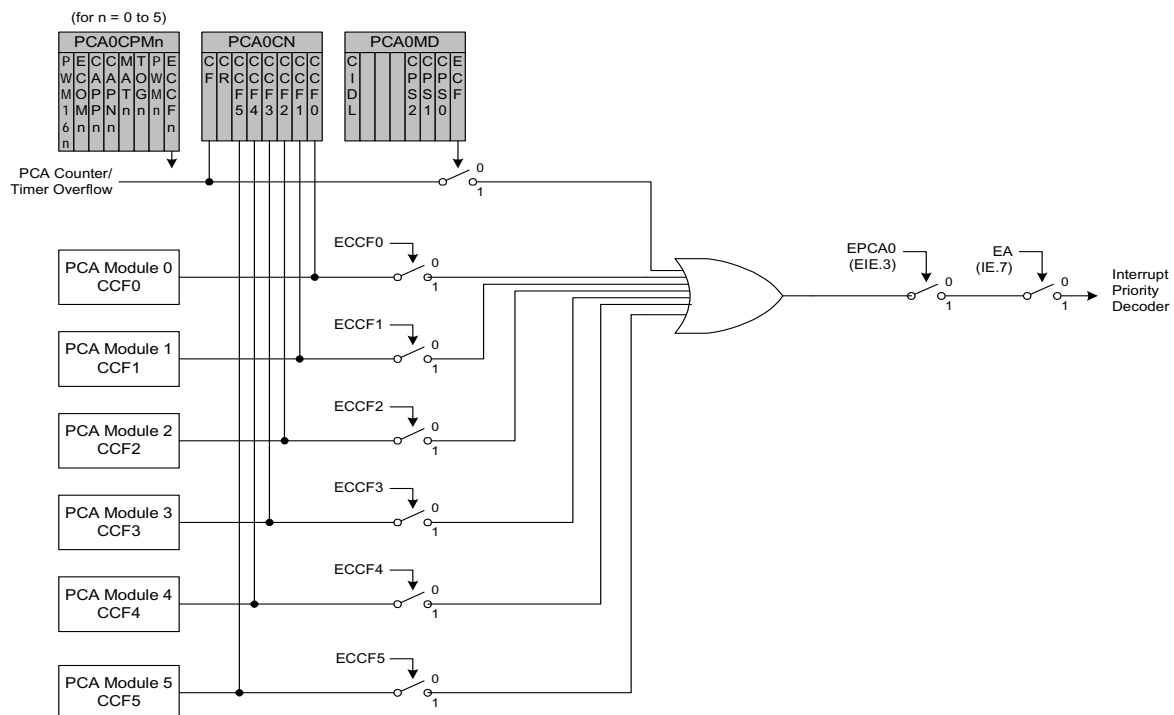 (for n = 0 to 5)
PCA0CPMn
PWM16n
ECOMn
CAPPn
CAPNn
MATn
TOGn
PWMn
ECCFn
PCA0CN
CF
CR
CCF5
CCF4
CCF3
CCF2
CCF1
CCF0
PCA0MD
CIDL
CPS2
CPS1
CPS0
ECF
PCA Counter/
Timer Overflow
0
1
PCA Module 0
CCF0
ECCF0
0
1
EPCA0
(EIE.3)
0
1
EA
(IE.7)
0
1
Interrupt
Priority
Decoder
PCA Module 1
CCF1
ECCF1
0
1
PCA Module 2
CCF2
ECCF2
0
1
PCA Module 3
CCF3
ECCF3
0
1
PCA Module 4
CCF4
ECCF4
0
1
PCA Module 5
CCF5
ECCF5
0
1